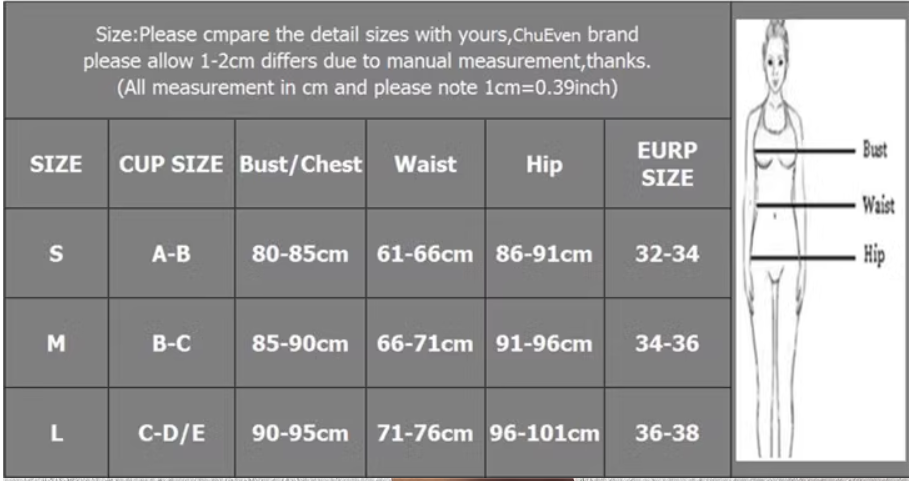 Size:Please cmpare the detail sizes with yours,ChuEven brand
please allow 1-2cm differs due to manual measurement,thanks.
(All measurement in cm and please note 1cm=0.39inch)
SIZE CUP SIZE Bust/Chest Waist Hip EURP SIZE
S A-B 80-85cm 61-66cm 86-91cm 32-34
M B-C 85-90cm 66-71cm 91-96cm 34-36
L C-D/E 90-95cm 71-76cm 96-101cm 36-38
Bust
Waist
Hip